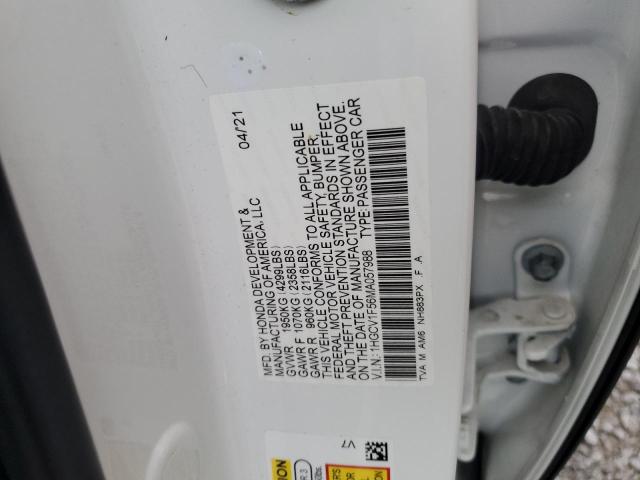 MFD. BY HONDA DEVELOPMENT & 04/21
MANUFACTURING OF AMERICA, LLC
GVWR 1950KG (4299LBS)
GAWR F 1070KG (2358LBS)
GAWR R 960KG (2116LBS)
THIS VEHICLE CONFORMS TO ALL APPLICABLE
FEDERAL MOTOR VEHICLE SAFETY, BUMPER,
AND THEFT PREVENTION STANDARDS IN EFFECT
ON THE DATE OF MANUFACTURE SHOWN ABOVE.
V.I.N.: 1HGCV1F56MA057988 TYPE: PASSENGER CAR
TVA M AM6 NH883PX F A
V7